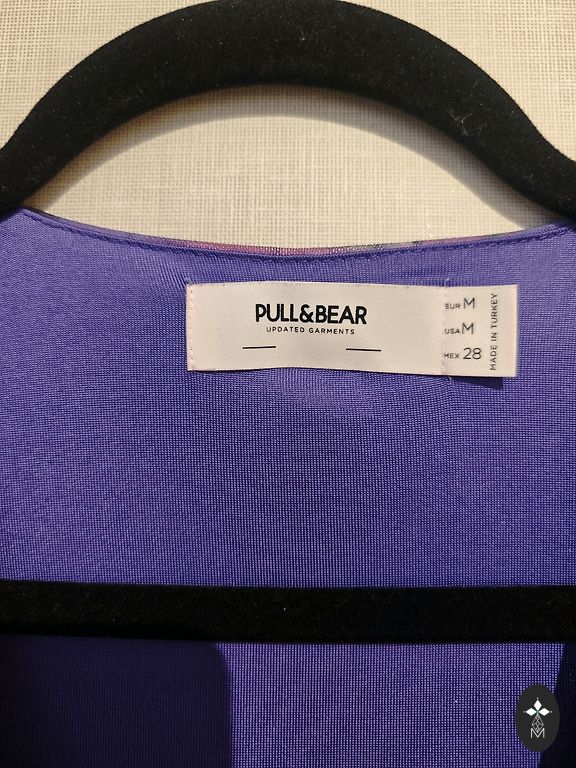 PULL&BEAR
UPDATED GARMENTS
EUR M
USA M
MEX 28
MADE IN TURKEY
M